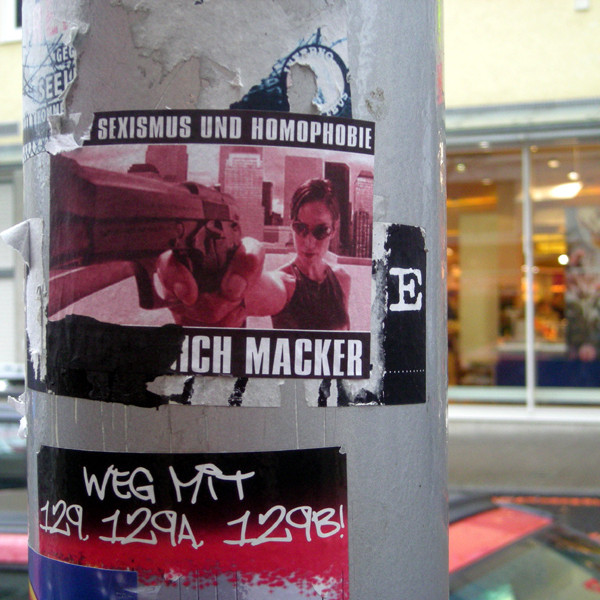 SEXISMUS UND HOMOPHOBIE
E
ICH MACKER
WEG MIT
129 129A 129B!